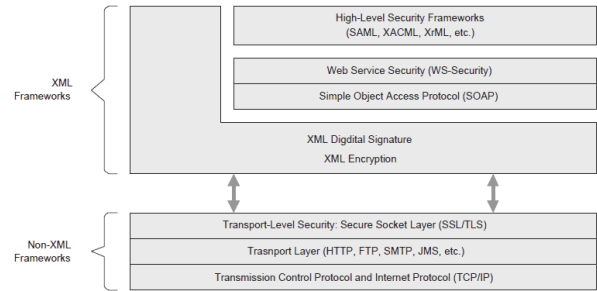 High-Level Security Frameworks
(SAML, XACML, XrML, etc.)
XML
Frameworks
Web Service Security (WS-Security)
Simple Object Access Protocol (SOAP)
XML Digdital Signature
XML Encryption
Non-XML
Frameworks
Transport-Level Security: Secure Socket Layer (SSL/TLS)
Trasnport Layer (HTTP, FTP, SMTP, JMS, etc.)
Transmission Control Protocol and Internet Protocol (TCP/IP)